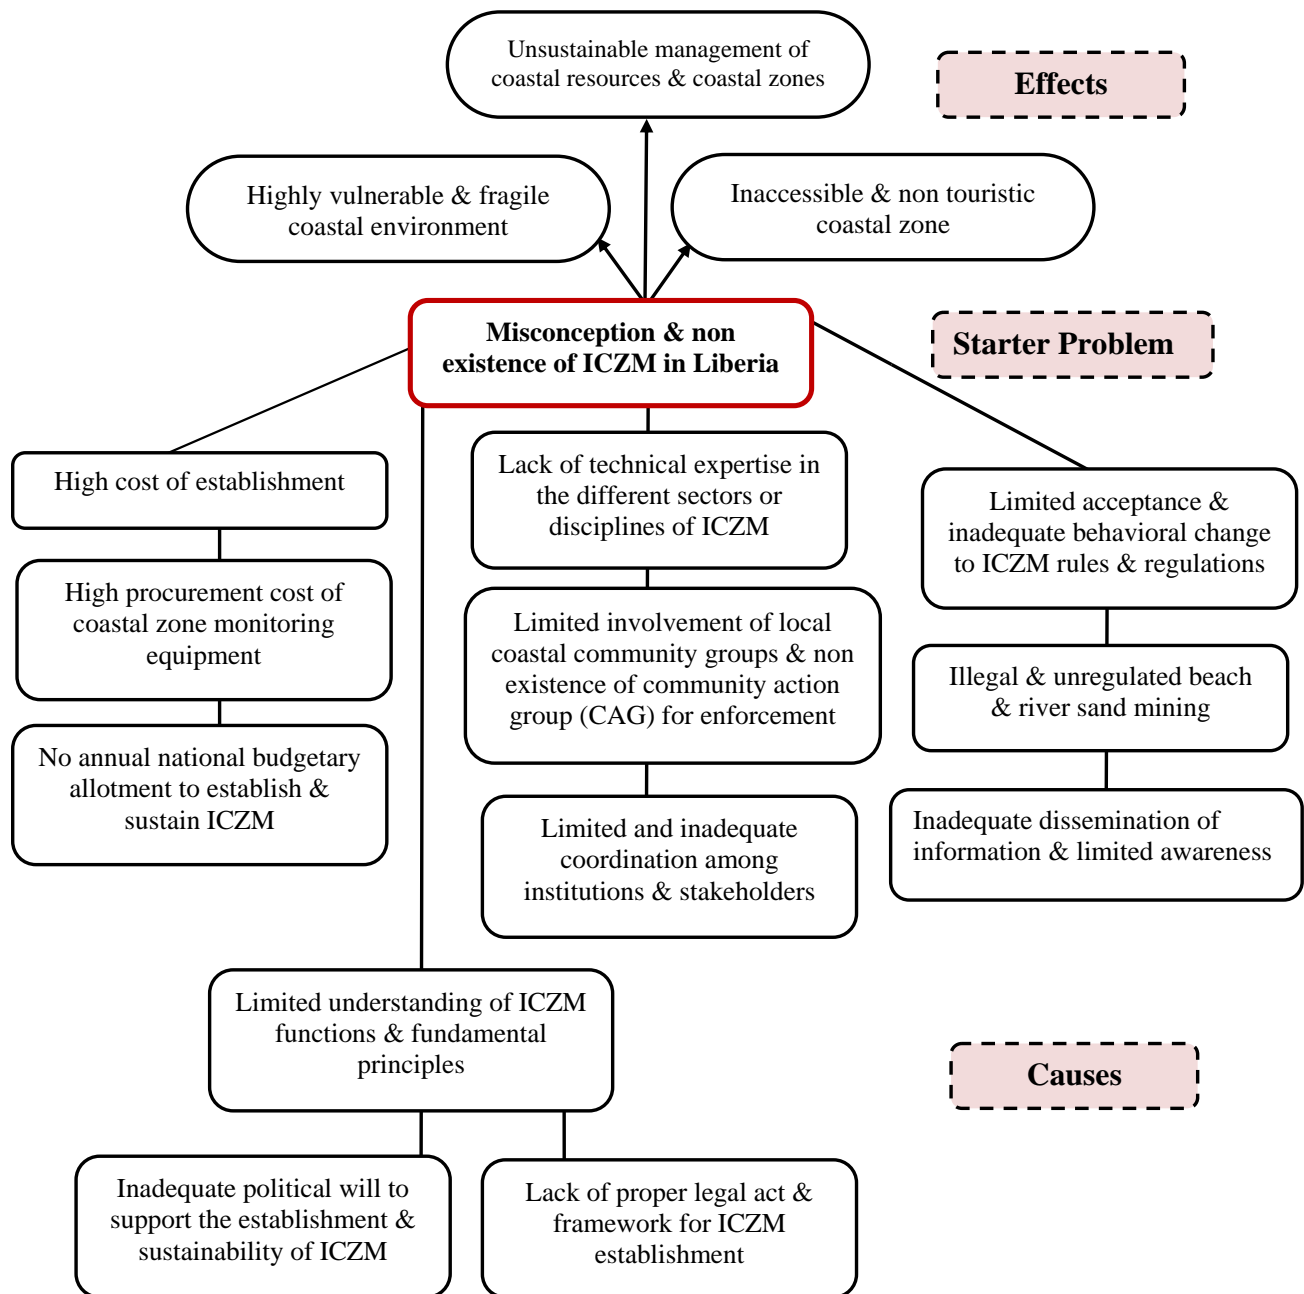 Unsustainable management of
coastal resources & coastal zones
Effects
Highly vulnerable & fragile
coastal environment
Inaccessible & non touristic
coastal zone
Misconception & non
existence of ICZM in Liberia
Starter Problem
High cost of establishment
High procurement cost of
coastal zone monitoring
equipment
No annual national budgetary
allotment to establish &
sustain ICZM
Lack of technical expertise in
the different sectors or
disciplines of ICZM
Limited involvement of local
coastal community groups & non
existence of community action
group (CAG) for enforcement
Limited and inadequate
coordination among
institutions & stakeholders
Limited acceptance &
inadequate behavioral change
to ICZM rules & regulations
Illegal & unregulated beach
& river sand mining
Inadequate dissemination of
information & limited awareness
Limited understanding of ICZM
functions & fundamental
principles
Causes
Inadequate political will to
support the establishment &
sustainability of ICZM
Lack of proper legal act &
framework for ICZM
establishment